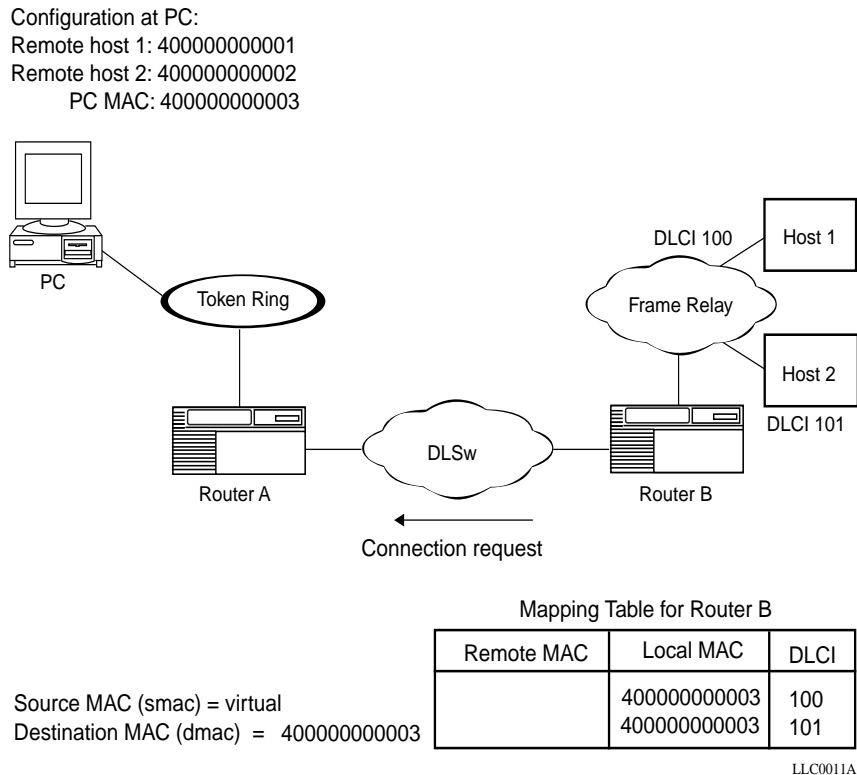 Configuration at PC:
Remote host 1: 400000000001
Remote host 2: 400000000002
PC MAC: 400000000003
DLCI 100
Host 1
PC
Token Ring
Frame Relay
Host 2
DLCI 101
DLSw
Router A
Router B
Connection request
Mapping Table for Router B
Remote MAC Local MAC DLCI
400000000003 100
400000000003 101
Source MAC (smac) = virtual
Destination MAC (dmac) = 400000000003
LLC0011A